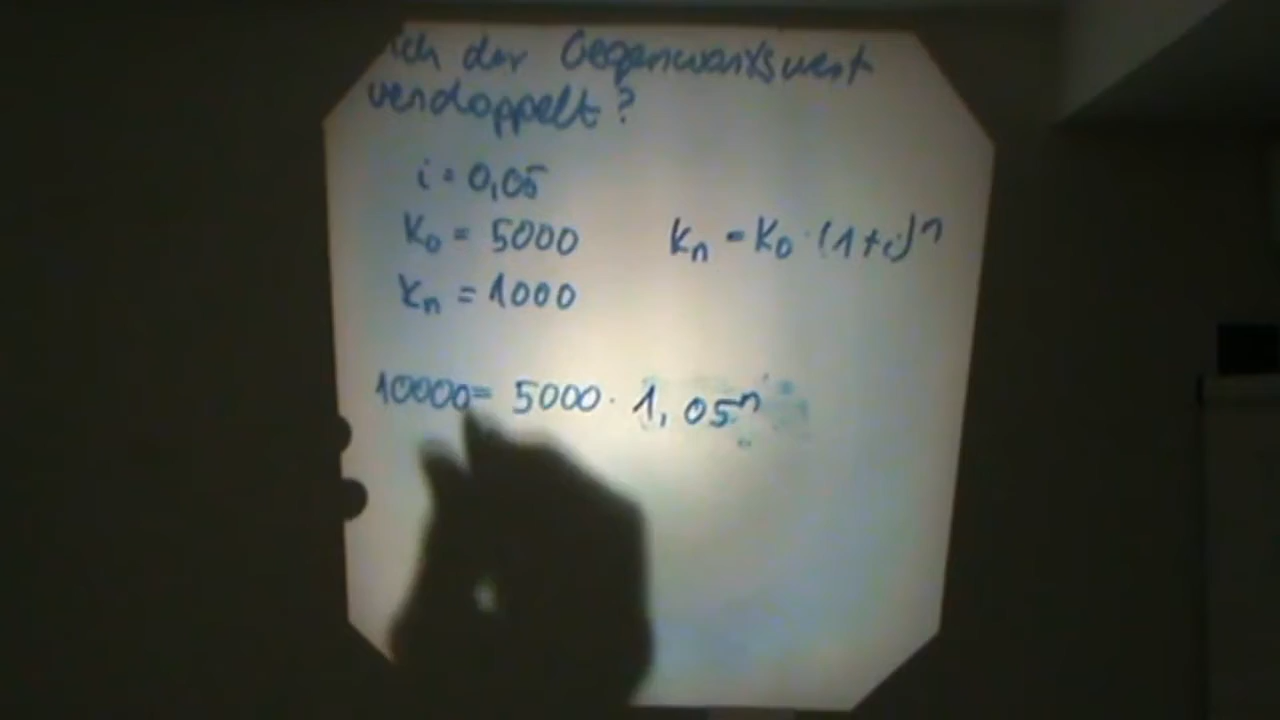 ich der Gegenwartswert
verdoppelt?
i = 0,05
K₀ = 5000
Kₙ = K₀ · (1+i)ⁿ
Kₙ = 1000
10000 = 5000 · 1,05ⁿ